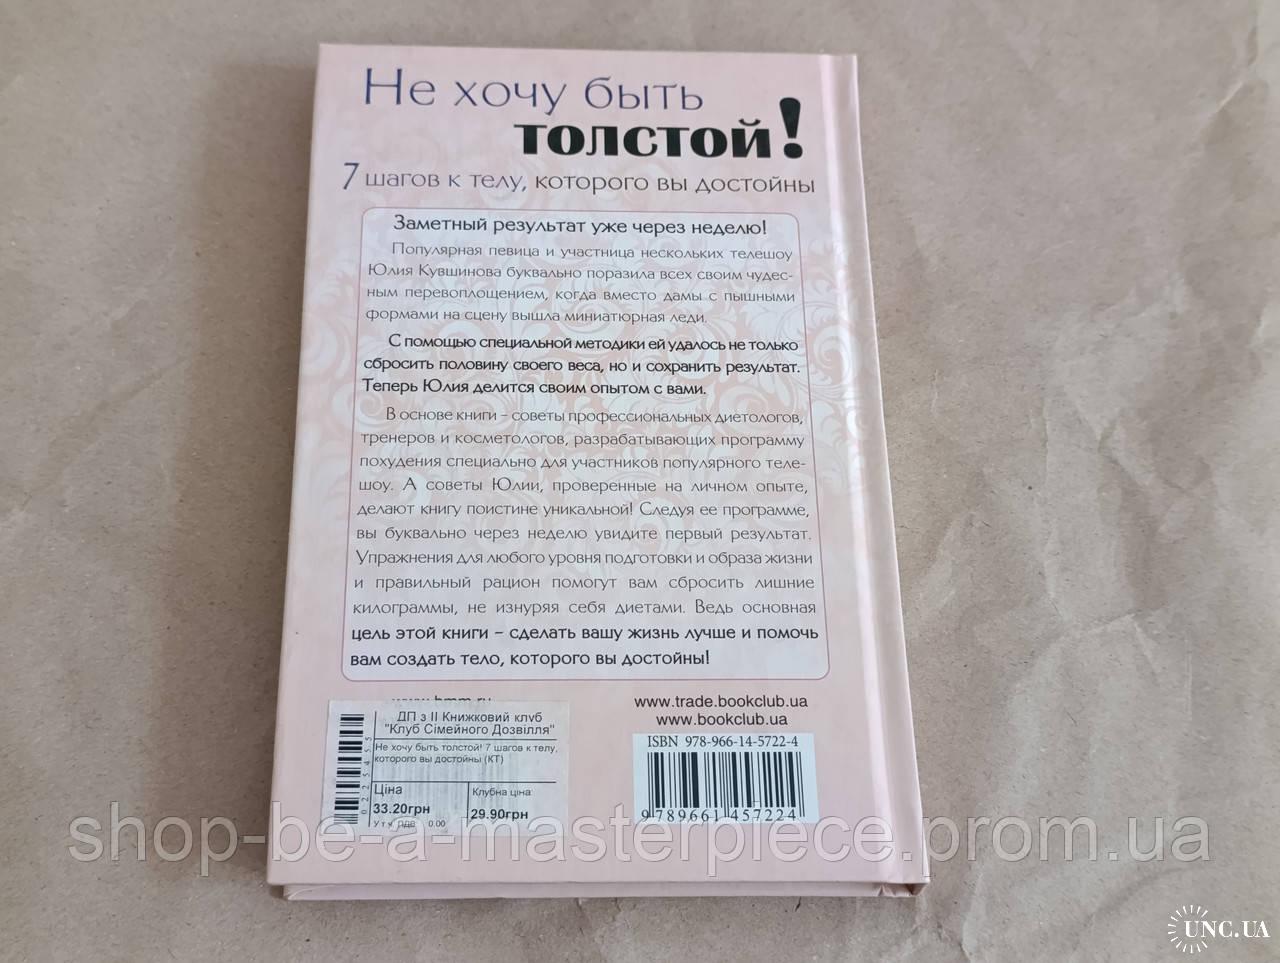 Не хочу быть
толстой!
7 шагов к телу, которого вы достойны
Заметный результат уже через неделю!
Популярная певица и участница нескольких телешоу
Юлия Кувшинова буквально поразила всех своим чудес-
ным перевоплощением, когда вместо дамы с пышными
формами на сцену вышла миниатюрная леди.
С помощью специальной методики ей удалось не только
сбросить половину своего веса, но и сохранить результат.
Теперь Юлия делится своим опытом с вами.
В основе книги – советы профессиональных диетологов,
тренеров и косметологов, разрабатывающих программу
похудения специально для участников популярного теле-
шоу. А советы Юлии, проверенные на личном опыте,
делают книгу поистине уникальной! Следуя ее программе,
вы буквально через неделю увидите первый результат.
Упражнения для любого уровня подготовки и образа жизни
и правильный рацион помогут вам сбросить лишние
килограммы, не изнуряя себя диетами. Ведь основная
цель этой книги – сделать вашу жизнь лучше и помочь
вам создать тело, которого вы достойны!
www.trade.bookclub.ua
www.bookclub.ua
ISBN 978-966-14-5722-4
9 789661 457224
ДП з ІІ Книжковий клуб
"Клуб Сімейного Дозвілля"
Не хочу быть толстой! 7 шагов к телу,
которого вы достойны (КТ)
Ціна
33.20грн
Клубна ціна:
29.90грн
У т.ч. ПДВ: 0.00
shop-be-a-masterpiece.prom.ua
UNC.UA